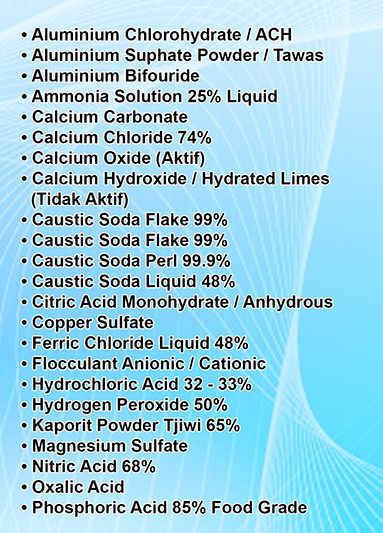 • Aluminium Chlorohydrate / ACH
• Aluminium Suphate Powder / Tawas
• Aluminium Bifouride
• Ammonia Solution 25% Liquid
• Calcium Carbonate
• Calcium Chloride 74%
• Calcium Oxide (Aktif)
• Calcium Hydroxide / Hydrated Limes
(Tidak Aktif)
• Caustic Soda Flake 99%
• Caustic Soda Flake 99%
• Caustic Soda Perl 99.9%
• Caustic Soda Liquid 48%
• Citric Acid Monohydrate / Anhydrous
• Copper Sulfate
• Ferric Chloride Liquid 48%
• Flocculant Anionic / Cationic
• Hydrochloric Acid 32 - 33%
• Hydrogen Peroxide 50%
• Kaporit Powder Tjiwi 65%
• Magnesium Sulfate
• Nitric Acid 68%
• Oxalic Acid
• Phosphoric Acid 85% Food Grade